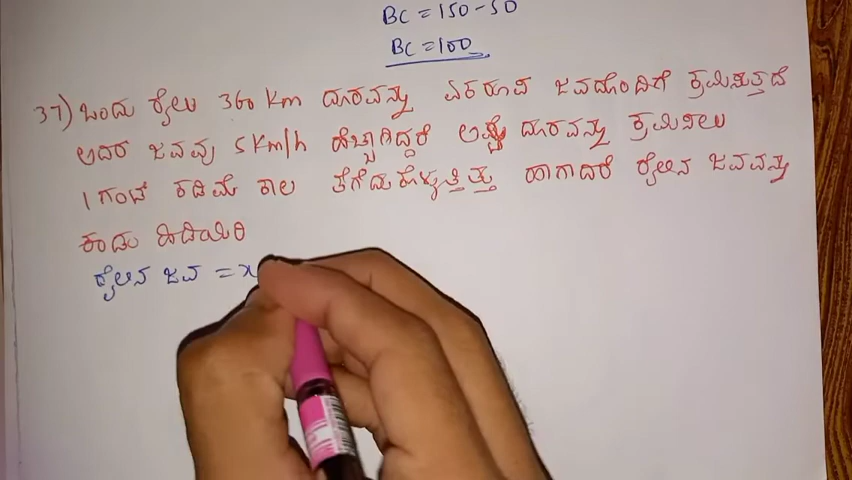 BC = 150 - 50
BC = 100
37) ಒಂದು ರೈಲು 360 Km ದೂರವನ್ನು ಏಕರೂಪ ಜವದೊಂದಿಗೆ ಕ್ರಮಿಸುತ್ತದೆ
ಅದರ ಜವವು 5 Km/h ಹೆಚ್ಚಾಗಿದ್ದರೆ ಅಷ್ಟೇ ದೂರವನ್ನು ಕ್ರಮಿಸಲು
1 ಗಂಟೆ ಕಡಿಮೆ ಕಾಲ ತೆಗೆದುಕೊಳ್ಳುತ್ತಿತ್ತು ಹಾಗಾದರೆ ರೈಲಿನ ಜವವನ್ನು
ಕಂಡು ಹಿಡಿಯಿರಿ
ರೈಲಿನ ಜವ = x